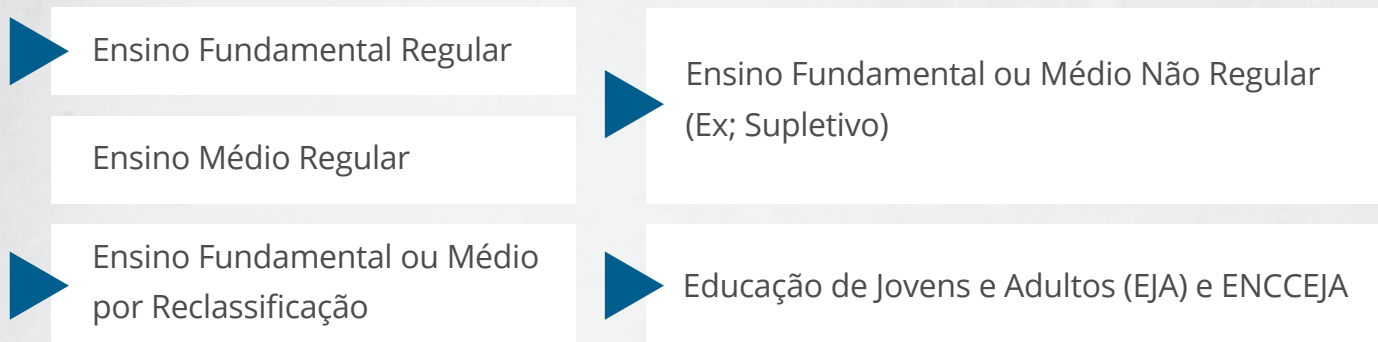 Ensino Fundamental Regular
Ensino Médio Regular
Ensino Fundamental ou Médio
por Reclassificação
Ensino Fundamental ou Médio Não Regular
(Ex; Supletivo)
Educação de Jovens e Adultos (EJA) e ENCCEJA